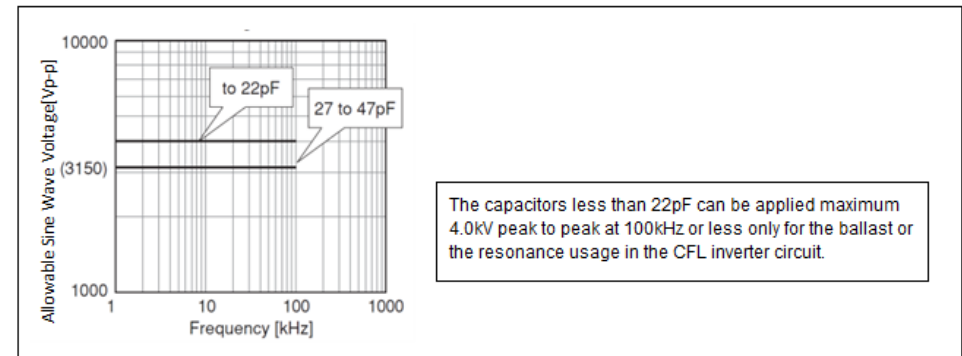 10000
to 22pF
27 to 47pF
(3150)
1000
Allowable Sine Wave Voltage[Vp-p]
1
10
100
1000
Frequency [kHz]
The capacitors less than 22pF can be applied maximum
4.0kV peak to peak at 100kHz or less only for the ballast or
the resonance usage in the CFL inverter circuit.